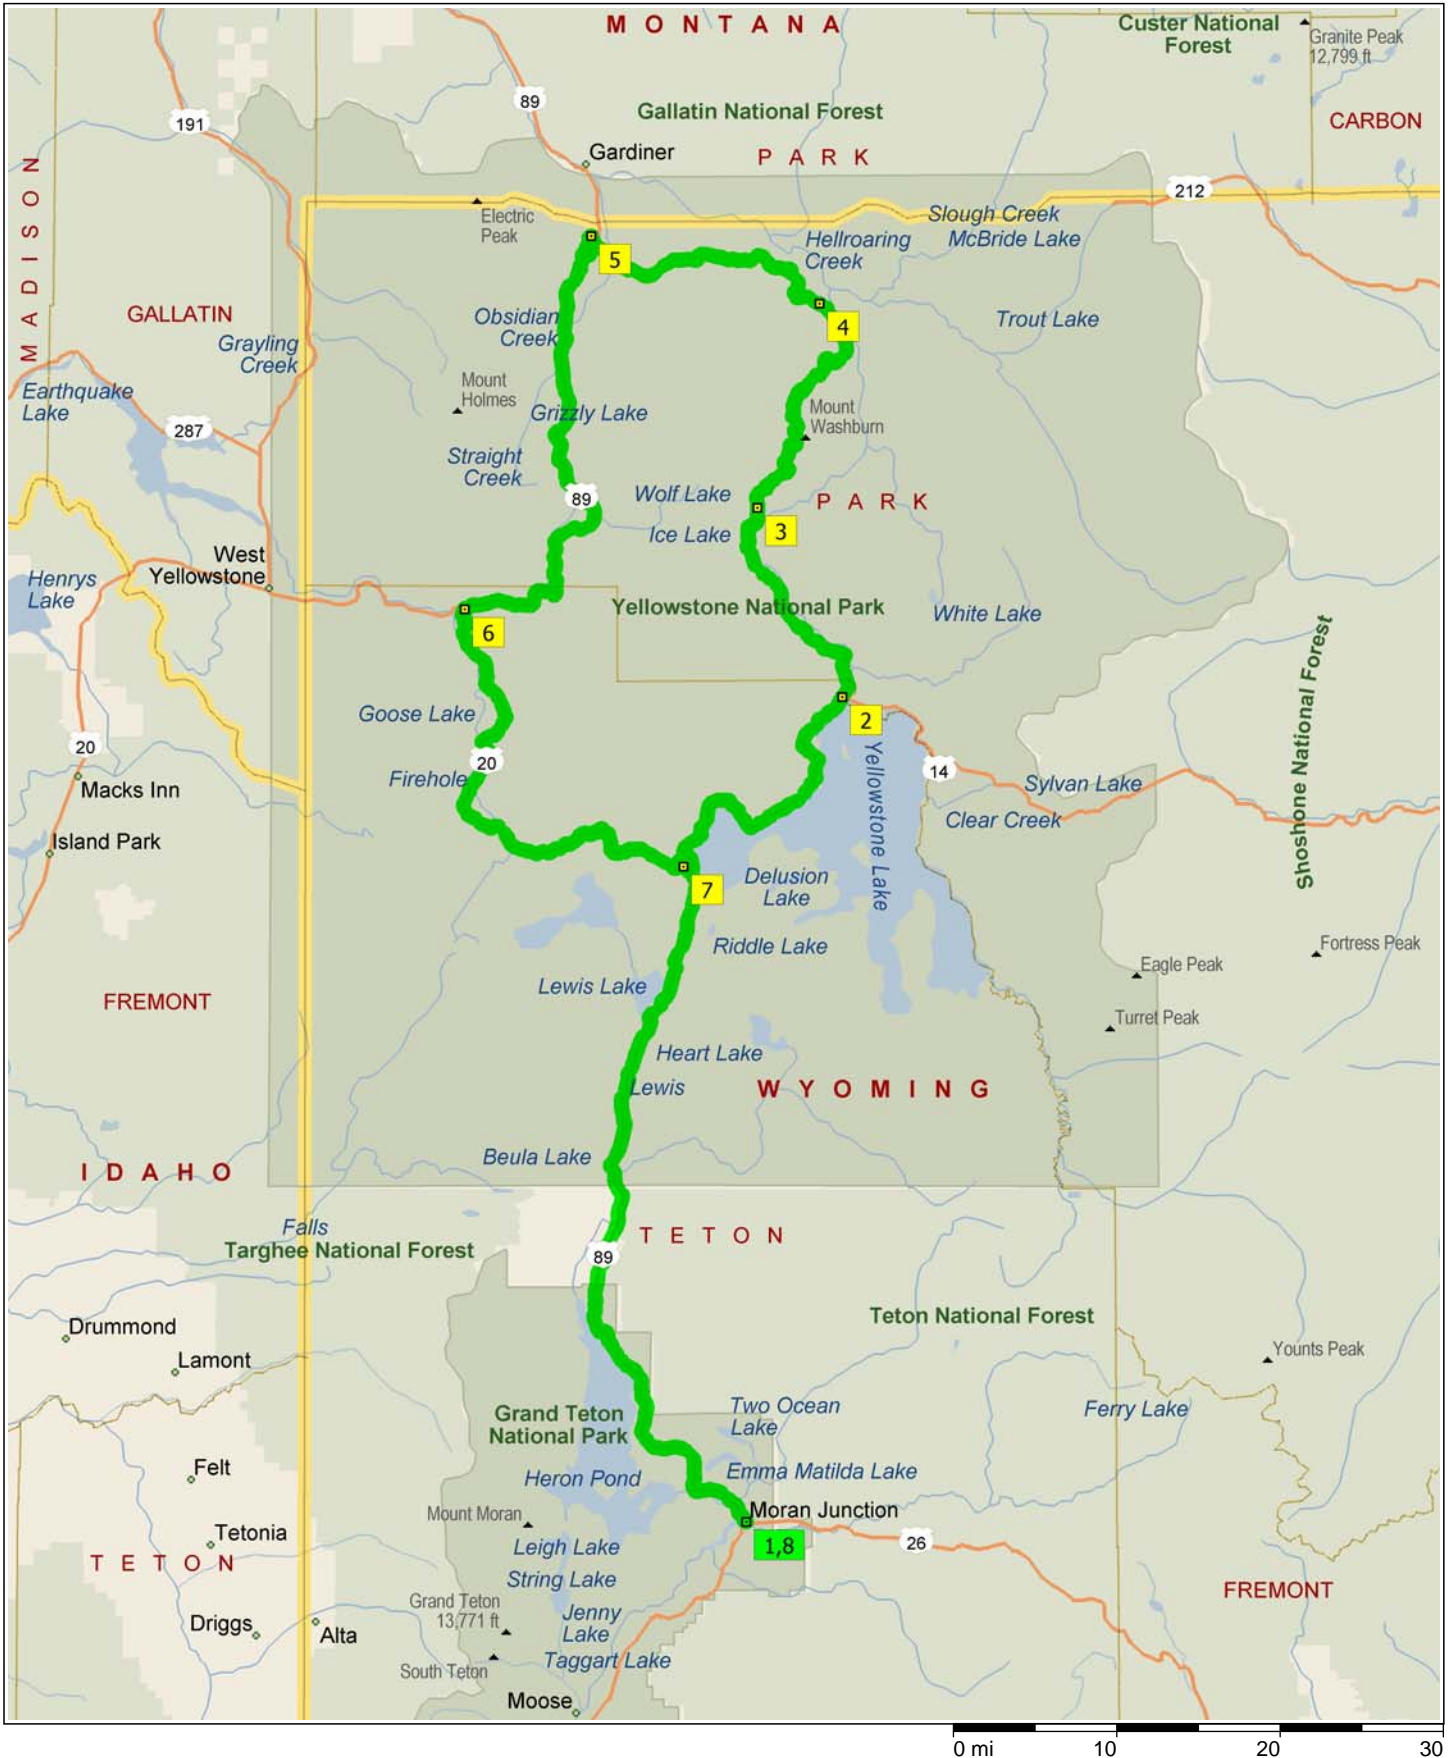 MONTANA
Custer National
Forest
Granite Peak
12,799 ft
89
191
Gallatin National Forest
CARBON
Gardiner
PARK
MADISON
212
Electric
Peak
Slough Creek
McBride Lake
Hellroaring
Creek
5
GALLATIN
Obsidian
Creek
4
Trout Lake
Grayling
Creek
Earthquake
Lake
Mount
Holmes
Grizzly Lake
Mount
Washburn
287
Straight
Creek
89
Wolf Lake
PARK
Ice Lake
3
West
Yellowstone
Henrys
Lake
Yellowstone National Park
White Lake
6
Shoshone National Forest
Goose Lake
2
20
20
Yellowstone Lake
14
Macks Inn
Firehole
Sylvan Lake
Clear Creek
Island Park
7
Delusion
Lake
Riddle Lake
Fortress Peak
Eagle Peak
Lewis Lake
FREMONT
Turret Peak
Heart Lake
Lewis
WYOMING
Beula Lake
IDAHO
Falls
TETON
Targhee National Forest
89
Teton National Forest
Drummond
Younts Peak
Lamont
Two Ocean
Lake
Ferry Lake
Grand Teton
National Park
Felt
Heron Pond
Emma Matilda Lake
Mount Moran
Moran Junction
Tetonia
1,8
26
Leigh Lake
TETON
String Lake
FREMONT
Grand Teton
13,771 ft
Jenny
Lake
Driggs
Alta
Taggart Lake
South Teton
Moose
0 mi 10 20 30